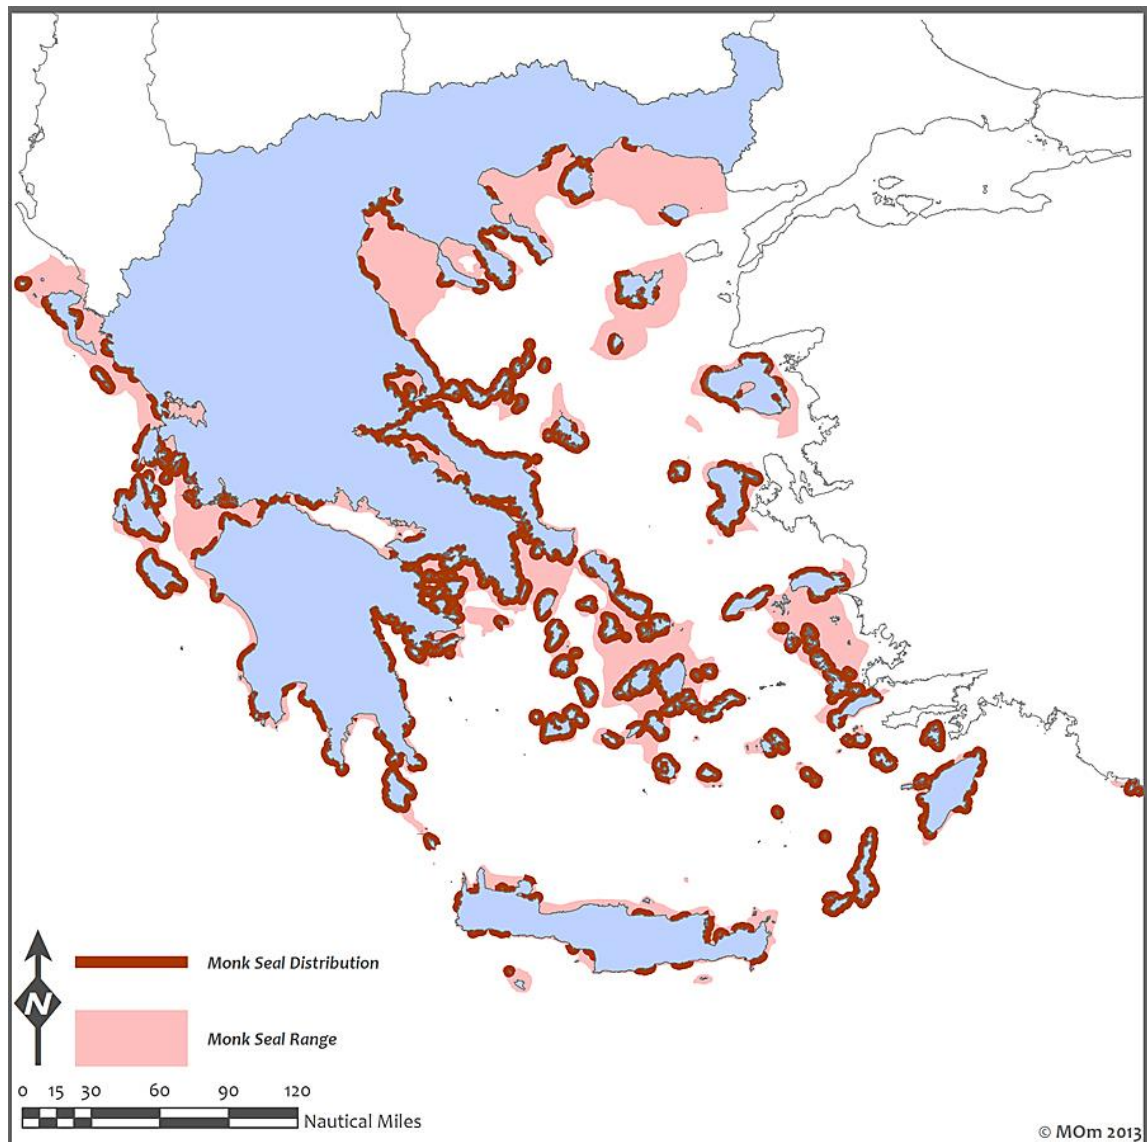 Monk Seal Distribution
N
Monk Seal Range
0 15 30 60 90 120
Nautical Miles
© MOm 2013